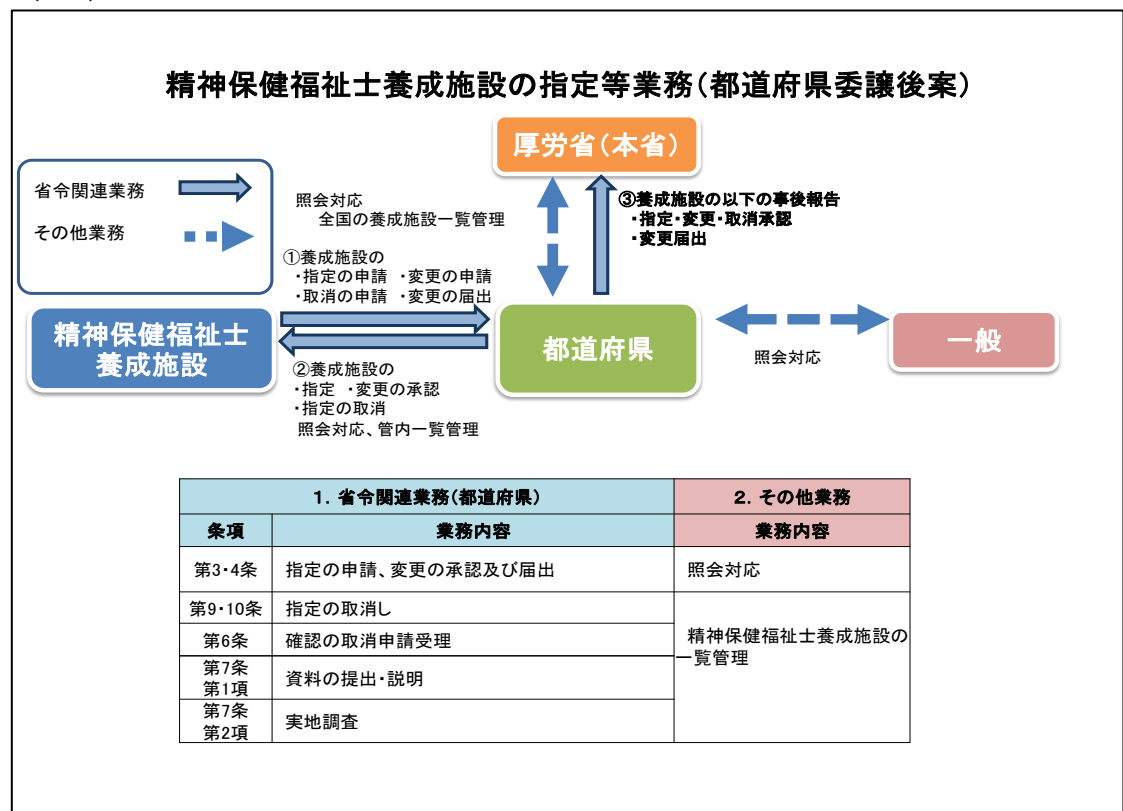 精神保健福祉士養成施設の指定等業務(都道府県委譲後案)
厚労省(本省)
省令関連業務
その他業務
照会対応
全国の養成施設一覧管理
③養成施設の以下の事後報告
・指定・変更・取消承認
・変更届出
①養成施設の
・指定の申請 ・変更の申請
・取消の申請 ・変更の届出
精神保健福祉士
養成施設
都道府県
照会対応
一般
②養成施設の
・指定 ・変更の承認
・指定の取消
照会対応、管内一覧管理
1.省令関連業務(都道府県) 2.その他業務
条項 業務内容 業務内容
第3・4条 指定の申請、変更の承認及び届出 照会対応
第9・10条 指定の取消し
第6条 確認の取消申請受理
精神保健福祉士養成施設の
一覧管理
第7条
第1項
資料の提出・説明
第7条
第2項
実地調査